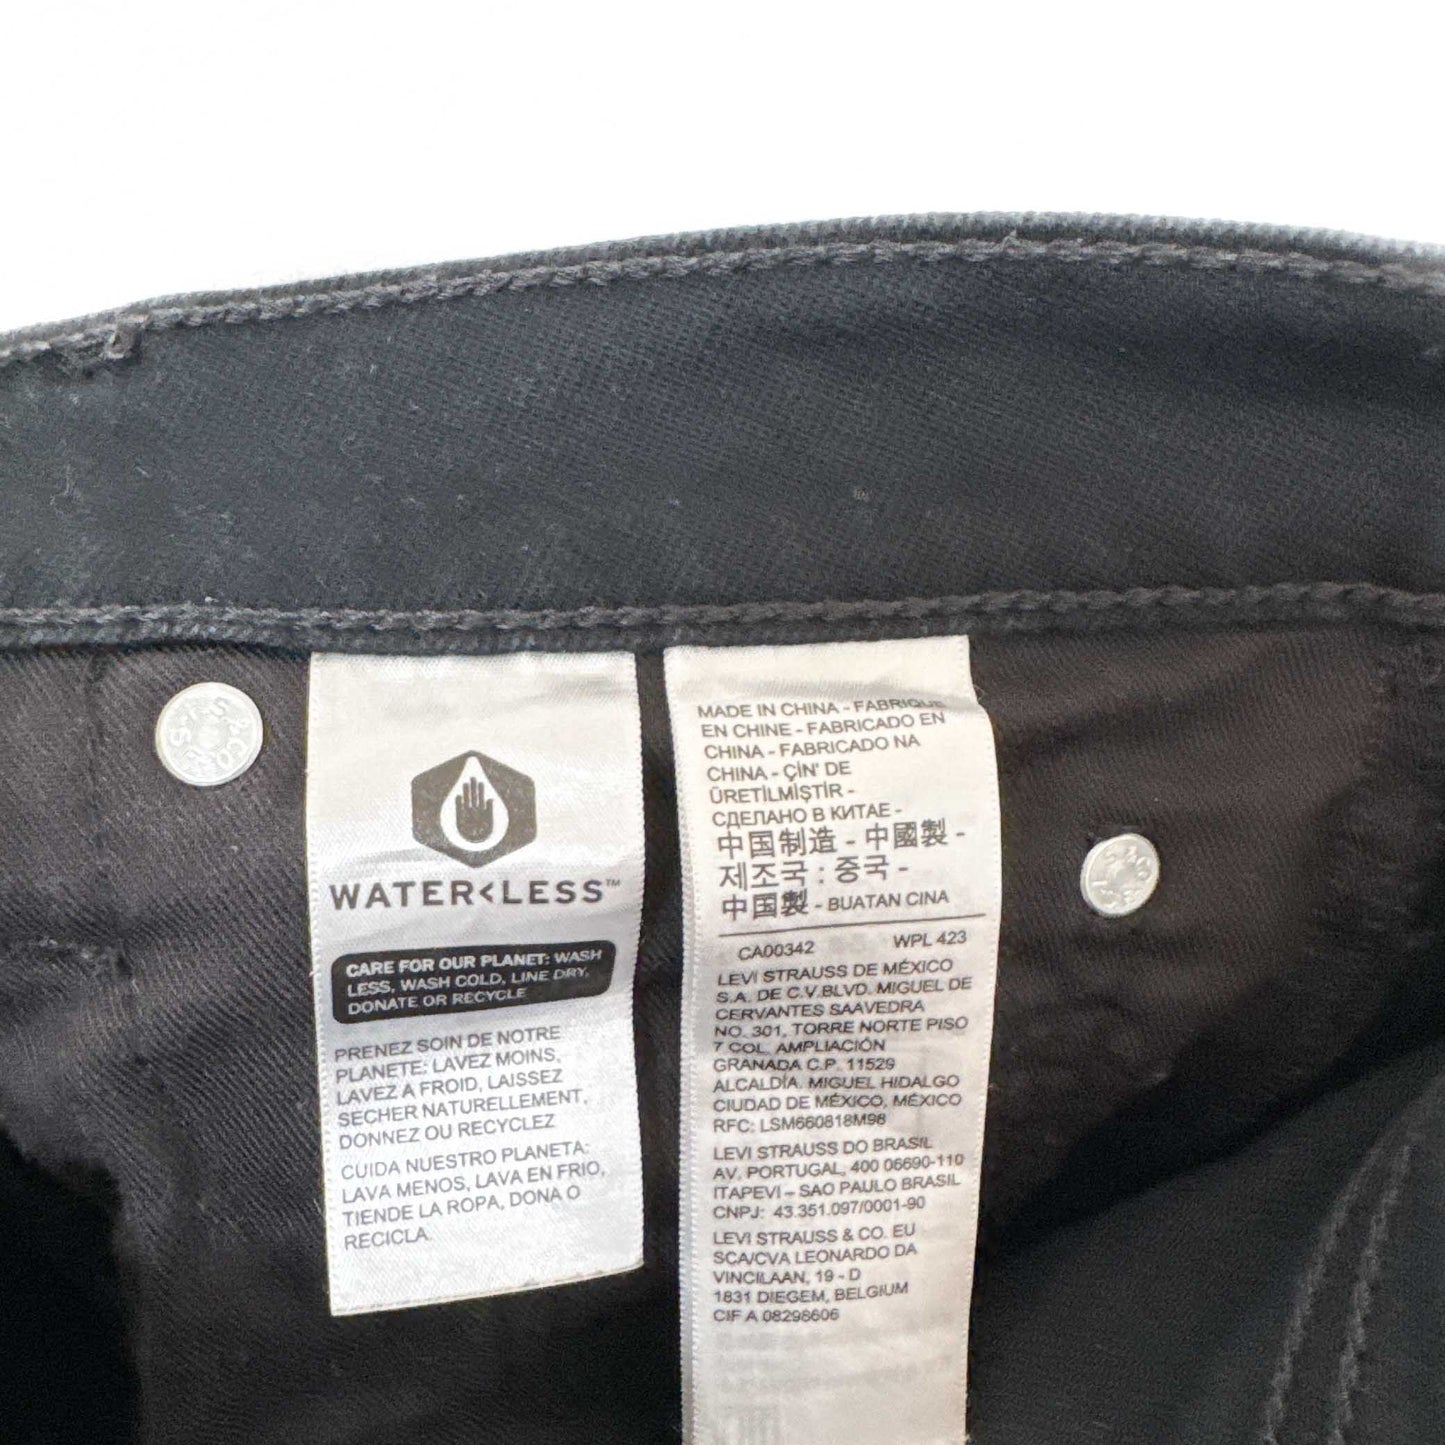 WATER<LESS™
CARE FOR OUR PLANET: WASH
LESS, WASH COLD, LINE DRY,
DONATE OR RECYCLE
PRENEZ SOIN DE NOTRE
PLANETE: LAVEZ MOINS,
LAVEZ A FROID, LAISSEZ
SECHER NATURELLEMENT,
DONNEZ OU RECYCLEZ
CUIDA NUESTRO PLANETA:
LAVA MENOS, LAVA EN FRIO,
TIENDE LA ROPA, DONA O
RECICLA.
MADE IN CHINA - FABRIQUE
EN CHINE - FABRICADO EN
CHINA - FABRICADO NA
CHINA - ÇİN' DE
ÜRETİLMİŞTİR -
СДЕЛАНО В КИТАЕ -
中国制造 - 中國製 -
제조국 : 중국 -
中国製 - BUATAN CINA
CA00342 WPL 423
LEVI STRAUSS DE MÉXICO
S.A. DE C.V.BLVD. MIGUEL DE
CERVANTES SAAVEDRA
NO. 301, TORRE NORTE PISO
7 COL. AMPLIACIÓN
GRANADA C.P. 11529
ALCALDÍA. MIGUEL HIDALGO
CIUDAD DE MÉXICO, MÉXICO
RFC: LSM660818M98
LEVI STRAUSS DO BRASIL
AV. PORTUGAL, 400 06690-110
ITAPEVI – SAO PAULO BRASIL
CNPJ: 43.351.097/0001-90
LEVI STRAUSS & CO. EU
SCA/CVA LEONARDO DA
VINCILAAN, 19 - D
1831 DIEGEM, BELGIUM
CIF A 08298606